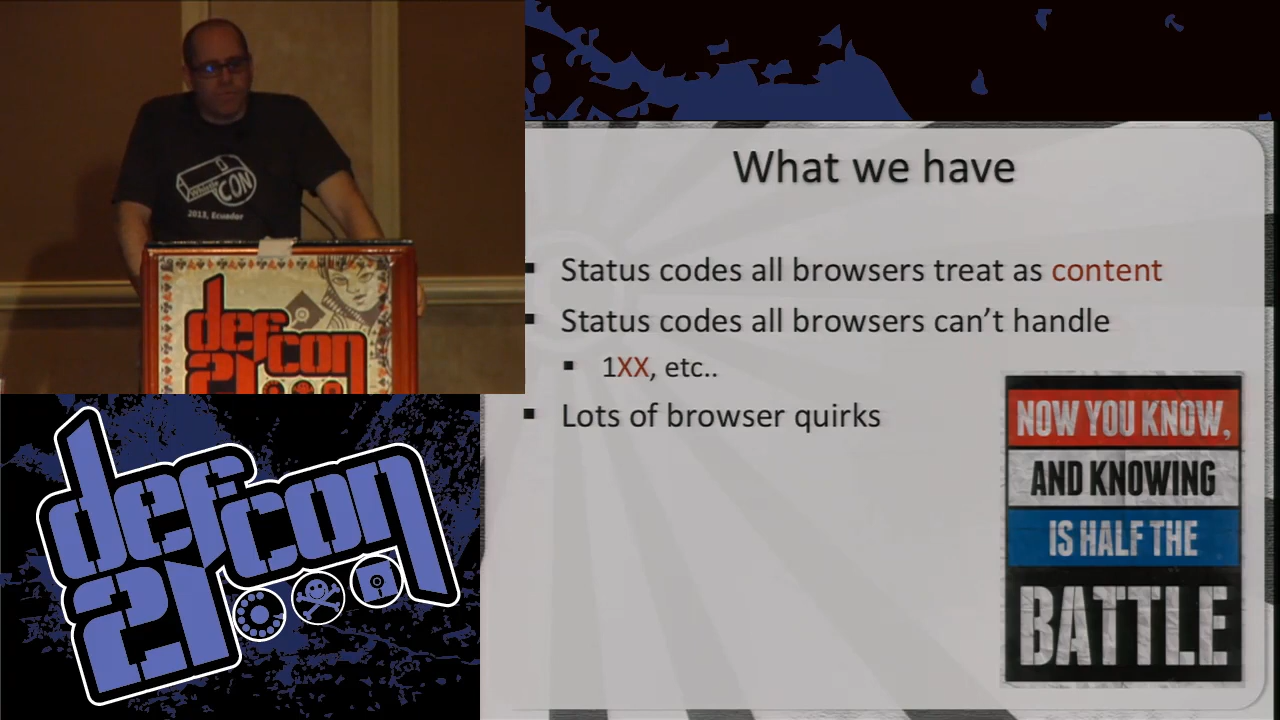 CON
2013, Ecuador
defcon
21
defcon
21
What we have
Status codes all browsers treat as content
Status codes all browsers can't handle
1XX, etc..
Lots of browser quirks
NOW YOU KNOW,
AND KNOWING
IS HALF THE
BATTLE